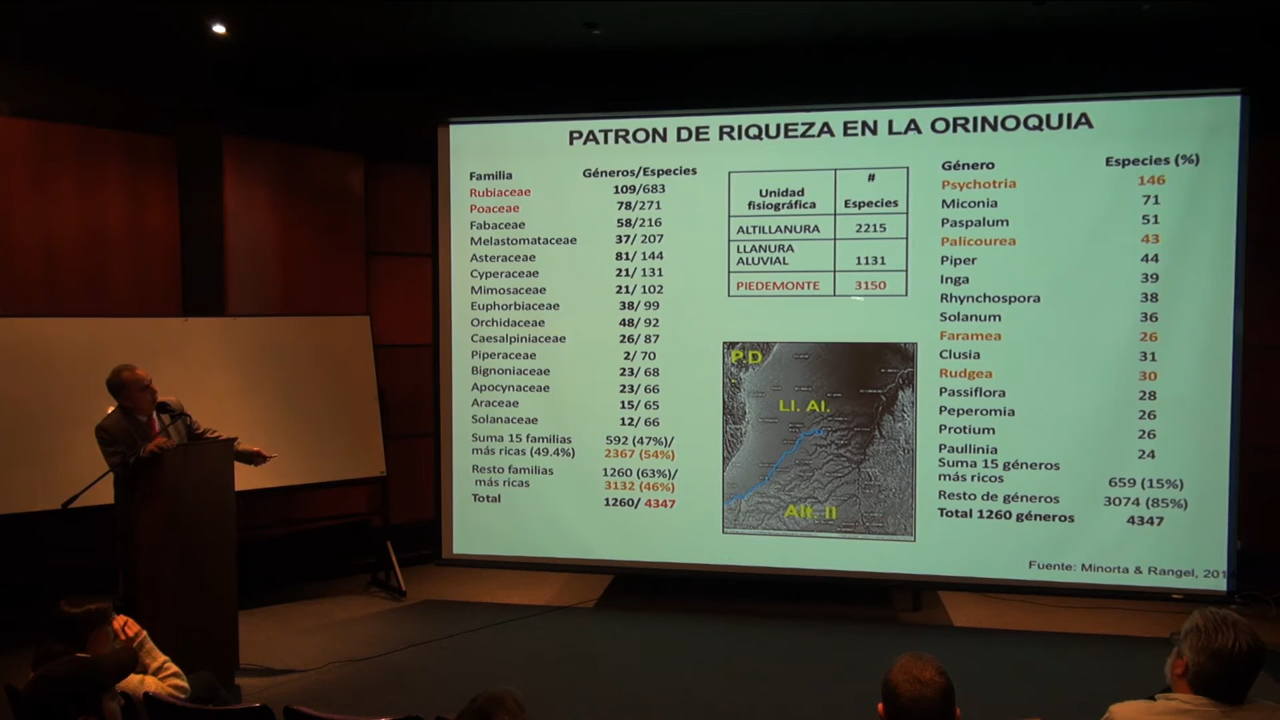 PATRON DE RIQUEZA EN LA ORINOQUIA
Familia Géneros/Especies
Rubiaceae 109/683
Poaceae 78/271
Fabaceae 58/216
Melastomataceae 37/ 207
Asteraceae 81/ 144
Cyperaceae 21/ 131
Mimosaceae 21/ 102
Euphorbiaceae 38/ 99
Orchidaceae 48/ 92
Caesalpiniaceae 26/ 87
Piperaceae 2/ 70
Bignoniaceae 23/ 68
Apocynaceae 23/ 66
Araceae 15/ 65
Solanaceae 12/ 66
Suma 15 familias 592 (47%)/
más ricas (49.4%) 2367 (54%)
Resto familias 1260 (63%)/
más ricas 3132 (46%)
Total 1260/ 4347
Unidad fisiográfica # Especies
ALTILLANURA 2215
LLANURA ALUVIAL 1131
PIEDEMONTE 3150
P.D
Ll. Al.
Alt. II
Género Especies (%)
Psychotria 146
Miconia 71
Paspalum 51
Palicourea 43
Piper 44
Inga 39
Rhynchospora 38
Solanum 36
Faramea 26
Clusia 31
Rudgea 30
Passiflora 28
Peperomia 26
Protium 26
Paullinia 24
Suma 15 géneros
más ricos 659 (15%)
Resto de géneros 3074 (85%)
Total 1260 géneros 4347
Fuente: Minorta & Rangel,